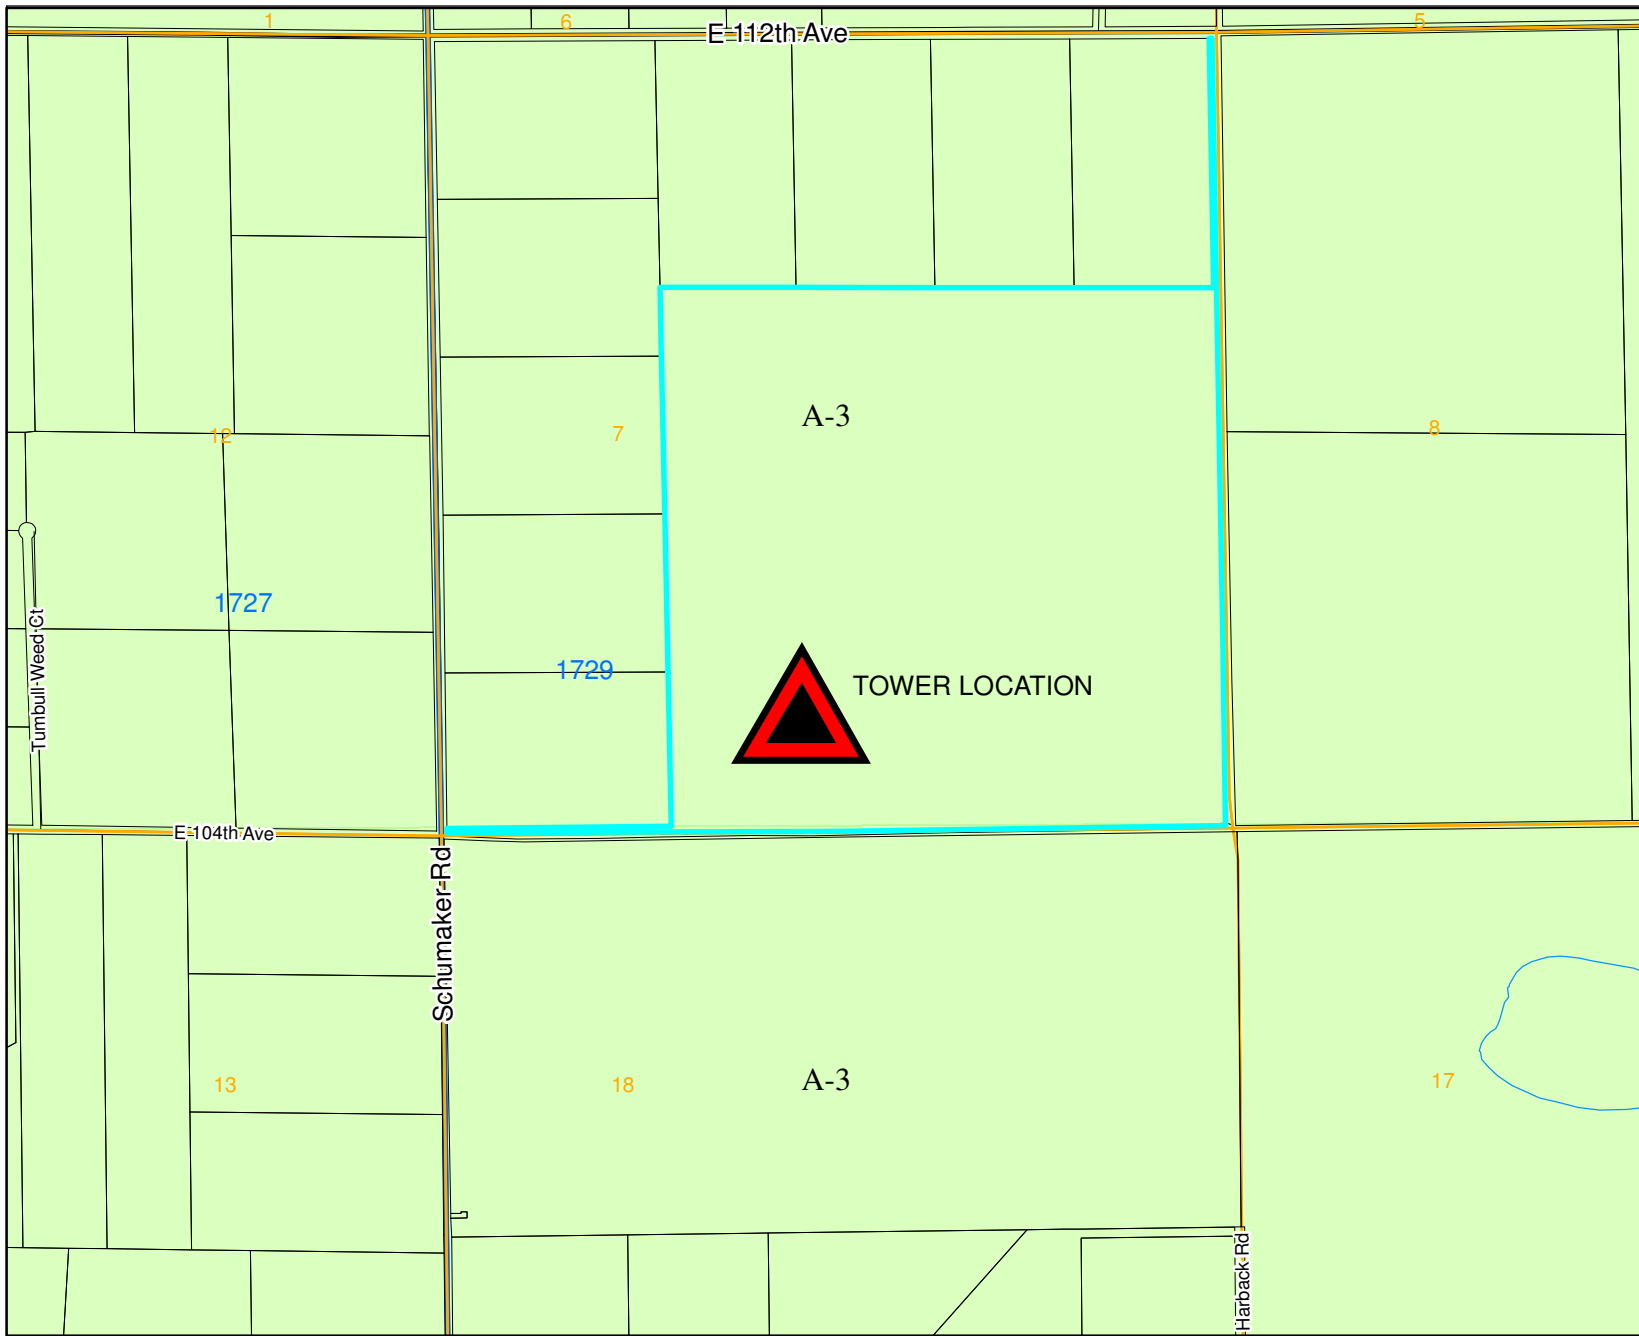 1
6
5
E 112th Ave
A-3
12
7
8
1727
1729
TOWER LOCATION
Tumbull-Weed Ct
E 104th Ave
Schumaker Rd
13
18
A-3
17
Harback Rd